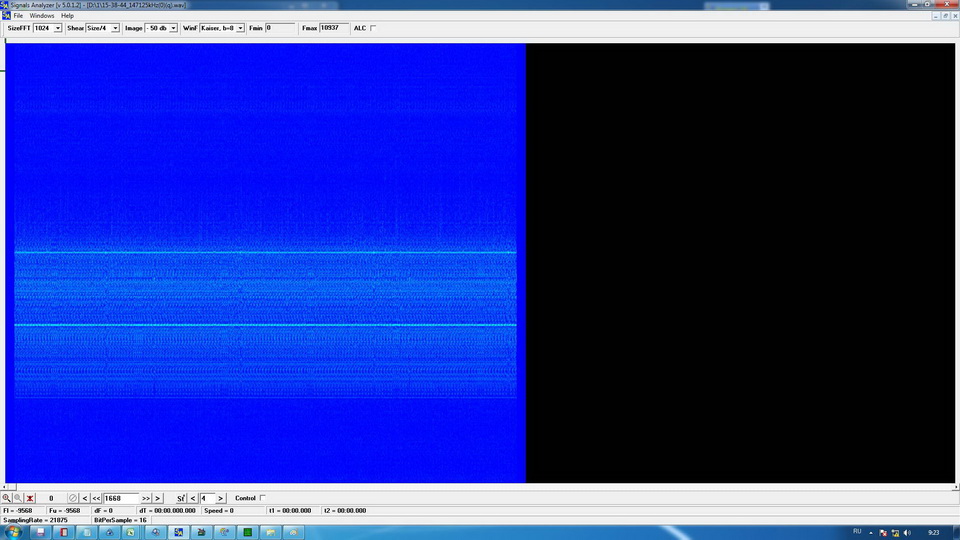 Signals Analyzer [v 5.0.1.2] - [D:\1\15-38-44_147125kHz(0)(q).wav]
File Windows Help
SizeFFT 1024 Shear Size/4 Image - 50 db WinF Kaiser, b=8 Fmin 0 Fmax 10937 ALC
0 < << 1668 >> > Sf < 4 > Control
Fl = -9568 Fu = -9568 dF = 0 dT = 00:00.000.000 Speed = 0 t1 = 00:00.000 t2 = 00:00.000
SamplingRate = 21875 BitPerSample = 16
RU 9:23